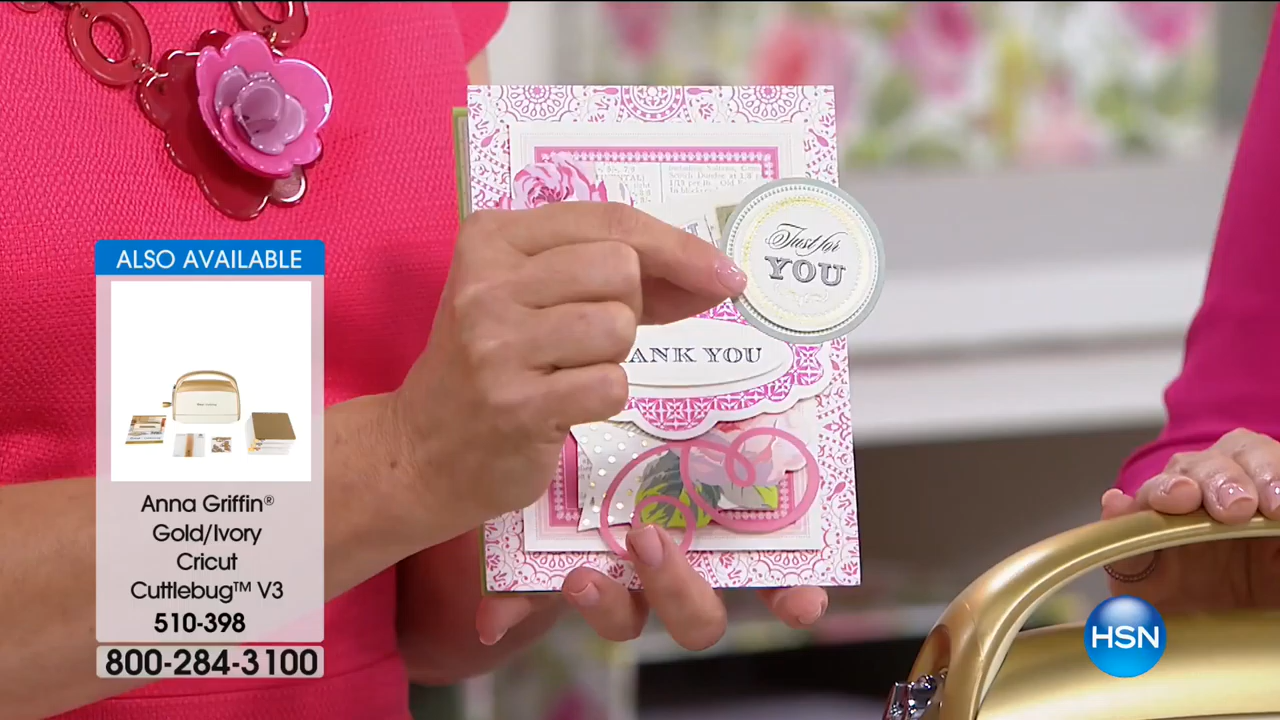 ALSO AVAILABLE
Anna Griffin®
Gold/Ivory
Cricut
Cuttlebug™ V3
510-398
800-284-3100
Just for
YOU
ANK YOU
HSN